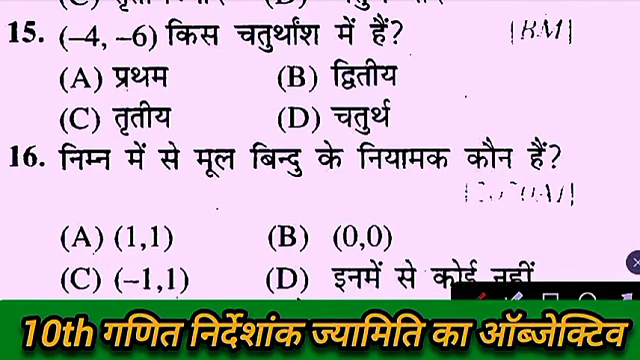 15. (–4, –6) किस चतुर्थांश में हैं? [BM]
(A) प्रथम (B) द्वितीय
(C) तृतीय (D) चतुर्थ
16. निम्न में से मूल बिन्दु के नियामक कौन हैं?
(A) (1,1) (B) (0,0)
(C) (–1,1) (D) इनमें से कोई नहीं
10th गणित निर्देशांक ज्यामिति का ऑब्जेक्टिव